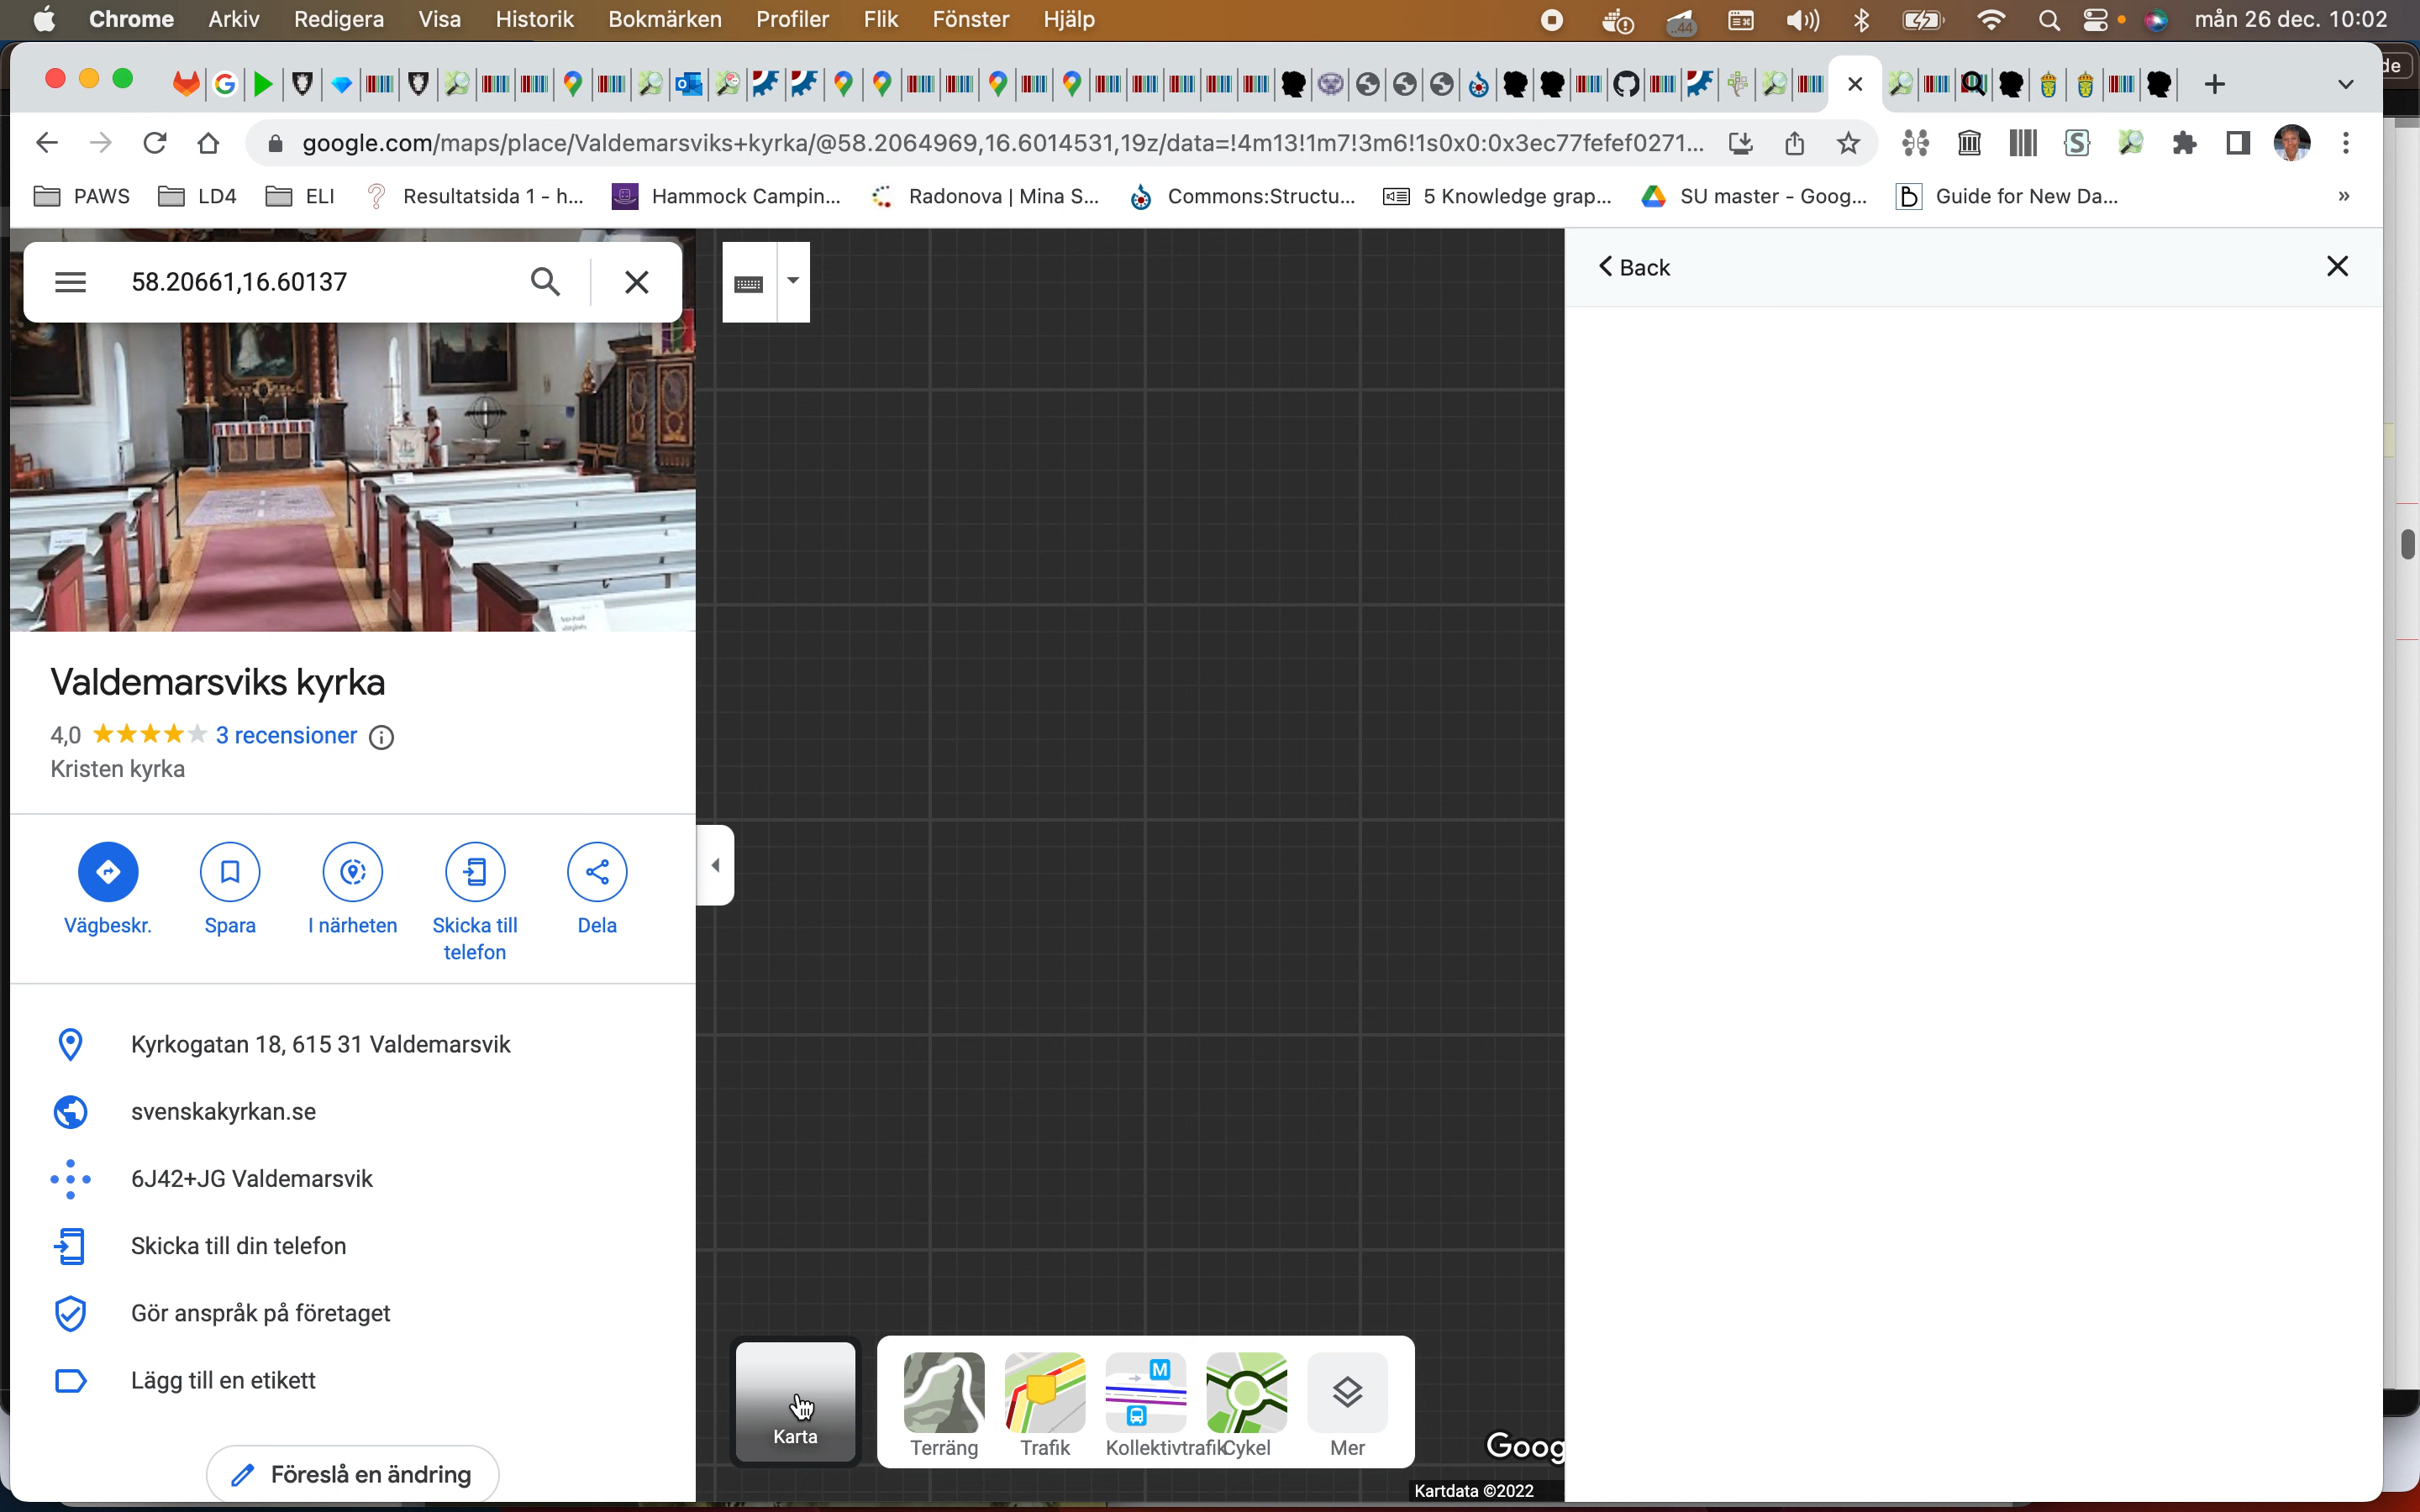 Chrome Arkiv Redigera Visa Historik Bokmärken Profiler Flik Fönster Hjälp
44
mån 26 dec. 10:02
de
google.com/maps/place/Valdemarsviks+kyrka/@58.2064969,16.6014531,19z/data=!4m13!1m7!3m6!1s0x0:0x3ec77fefef0271...
PAWS LD4 ELI Resultatsida 1 - h... Hammock Campin... Radonova | Mina S... Commons:Structu... 5 Knowledge grap... SU master - Goog... Guide for New Da... »
58.20661,16.60137
Back
Valdemarsviks kyrka
4,0 3 recensioner
Kristen kyrka
Vägbeskr.
Spara
I närheten
Skicka till
telefon
Dela
Kyrkogatan 18, 615 31 Valdemarsvik
svenskakyrkan.se
6J42+JG Valdemarsvik
Skicka till din telefon
Gör anspråk på företaget
Lägg till en etikett
Föreslå en ändring
Karta
M
Terräng Trafik Kollektivtrafik Cykel Mer
Goog
Kartdata ©2022